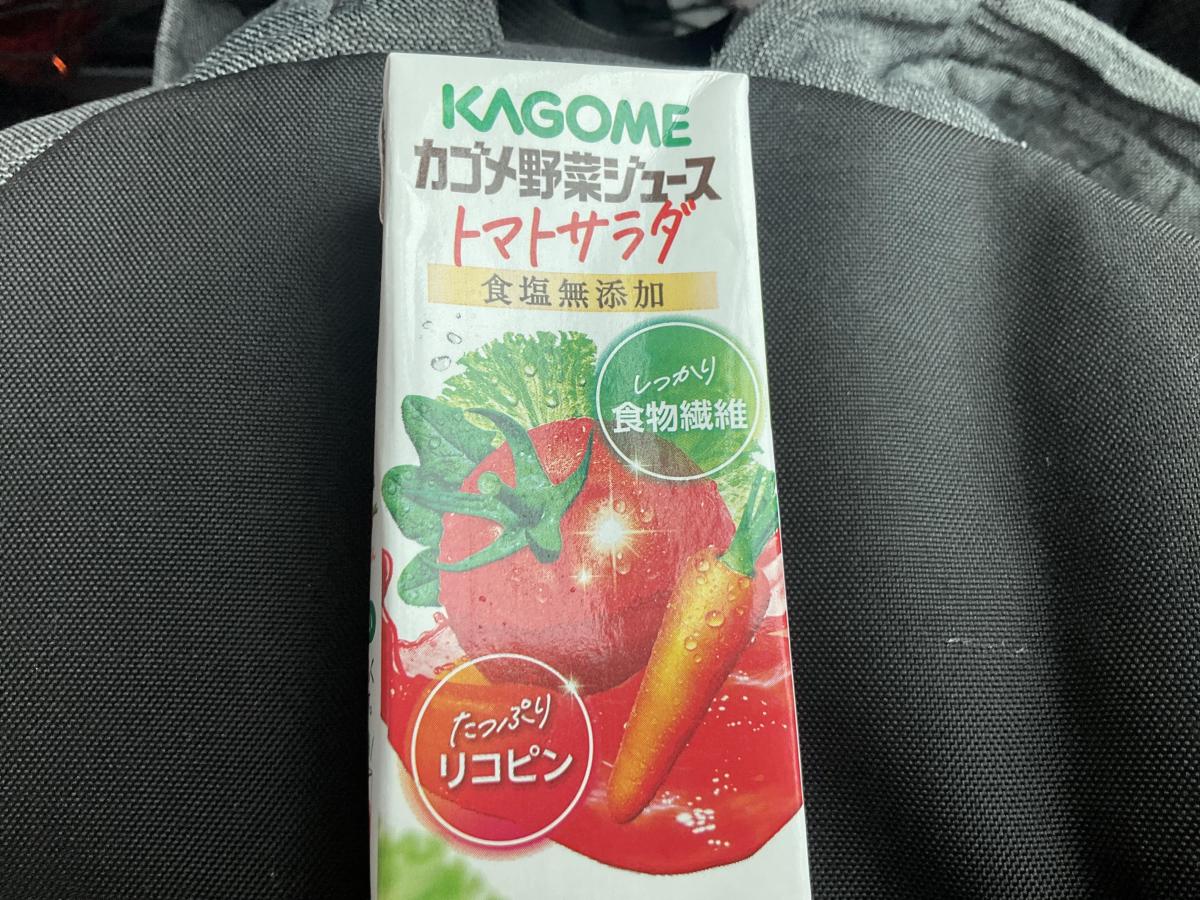 KAGOME
カゴメ野菜ジュース
トマトサラダ
食塩無添加
しっかり
食物繊維
たっぷり
リコピン